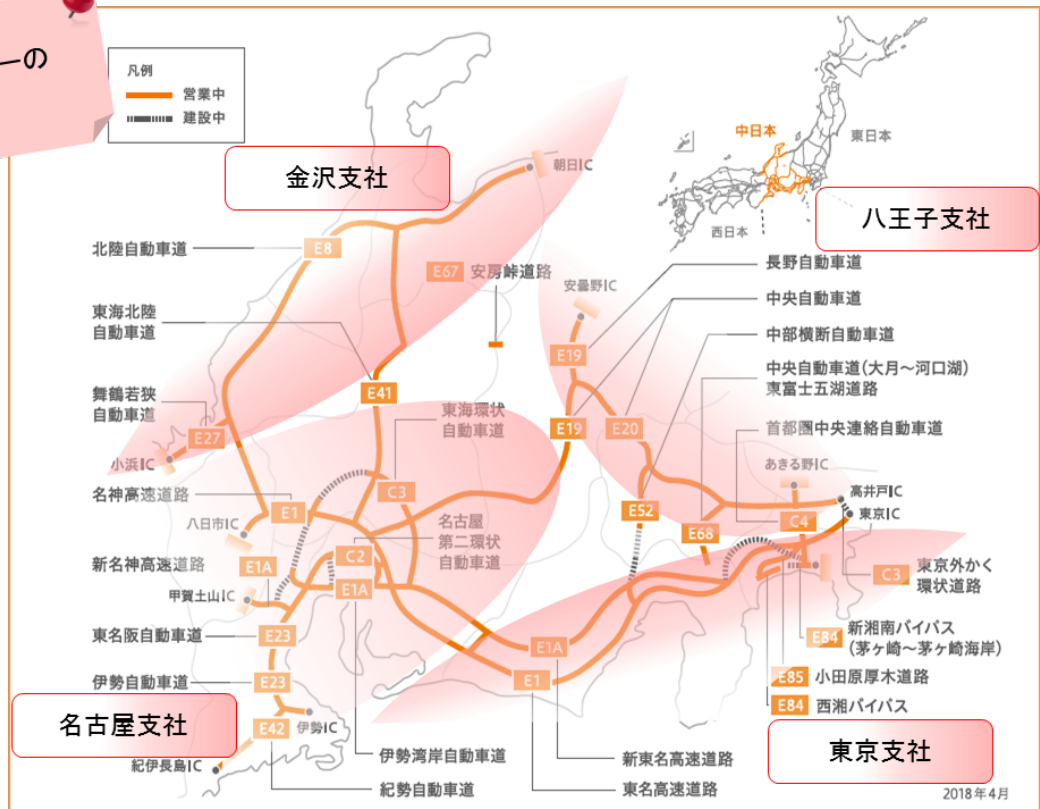 ーの
凡例
営業中
建設中
金沢支社
朝日IC
中日本
東日本
西日本
八王子支社
北陸自動車道
E8
E67 安房峠道路
安曇野IC
長野自動車道
中央自動車道
東海北陸
自動車道
中部横断自動車道
E19
中央自動車道(大月～河口湖)
東富士五湖道路
舞鶴若狭
自動車道
E41
東海環状
自動車道
E27
E19
E20
首都圏中央連絡自動車道
小浜IC
あきる野IC
名神高速道路
C3
高井戸IC
E1
八日市IC
E52
C4
東京IC
名古屋
第二環状
自動車道
E68
C2
新名神高速道路
E1A
E1A
C3 東京外かく
環状道路
甲賀土山IC
東名阪自動車道
E23
E1A
E84 新湘南バイパス
(茅ヶ崎～茅ヶ崎海岸)
伊勢自動車道
E23
E1
E85 小田原厚木道路
E84 西湘バイパス
名古屋支社
E42
伊勢IC
東京支社
紀伊長島IC
伊勢湾岸自動車道
新東名高速道路
紀勢自動車道
東名高速道路
2018年4月